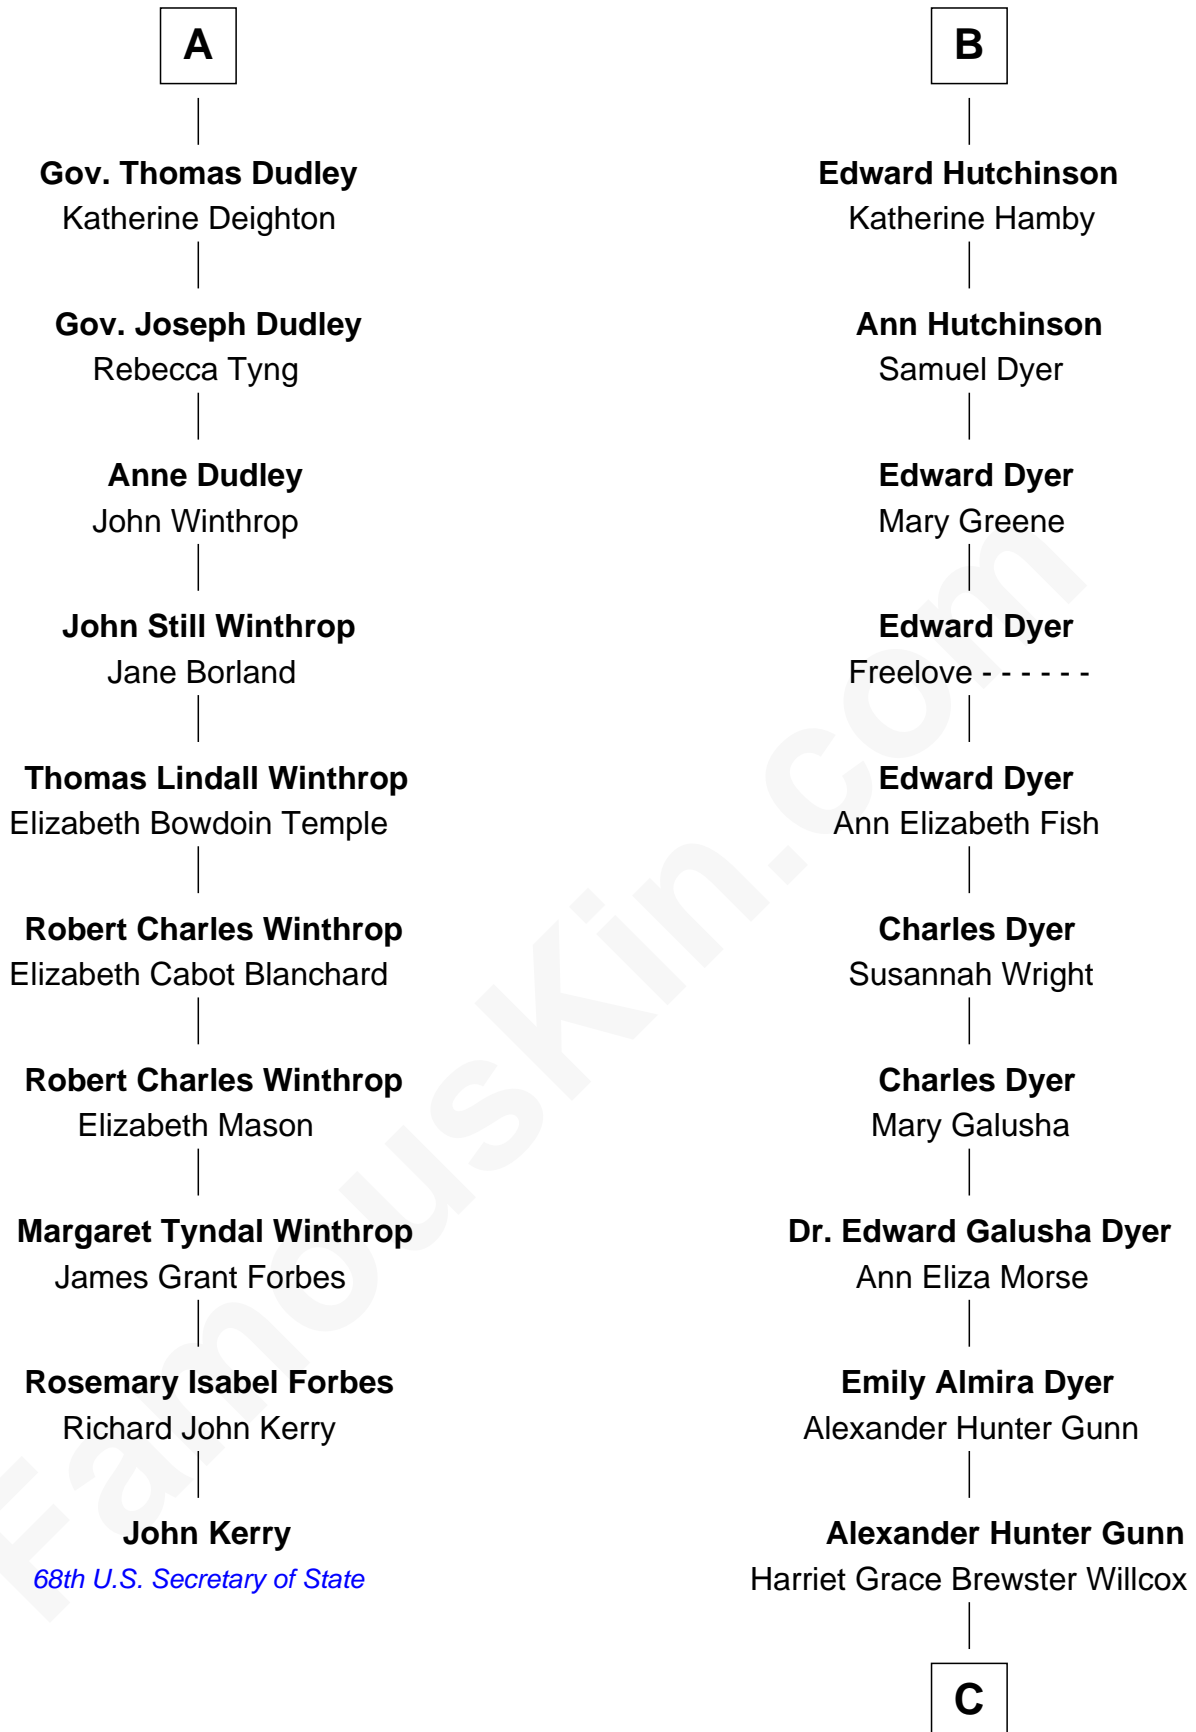 A
Gov. Thomas Dudley
Katherine Deighton
Gov. Joseph Dudley
Rebecca Tyng
Anne Dudley
John Winthrop
John Still Winthrop
Jane Borland
Thomas Lindall Winthrop
Elizabeth Bowdoin Temple
Robert Charles Winthrop
Elizabeth Cabot Blanchard
Robert Charles Winthrop
Elizabeth Mason
Margaret Tyndal Winthrop
James Grant Forbes
Rosemary Isabel Forbes
Richard John Kerry
John Kerry
68th U.S. Secretary of State
B
Edward Hutchinson
Katherine Hamby
Ann Hutchinson
Samuel Dyer
Edward Dyer
Mary Greene
Edward Dyer
Freelove - - - - - -
Edward Dyer
Ann Elizabeth Fish
Charles Dyer
Susannah Wright
Charles Dyer
Mary Galusha
Dr. Edward Galusha Dyer
Ann Eliza Morse
Emily Almira Dyer
Alexander Hunter Gunn
Alexander Hunter Gunn
Harriet Grace Brewster Willcox
C
FamousKin.com